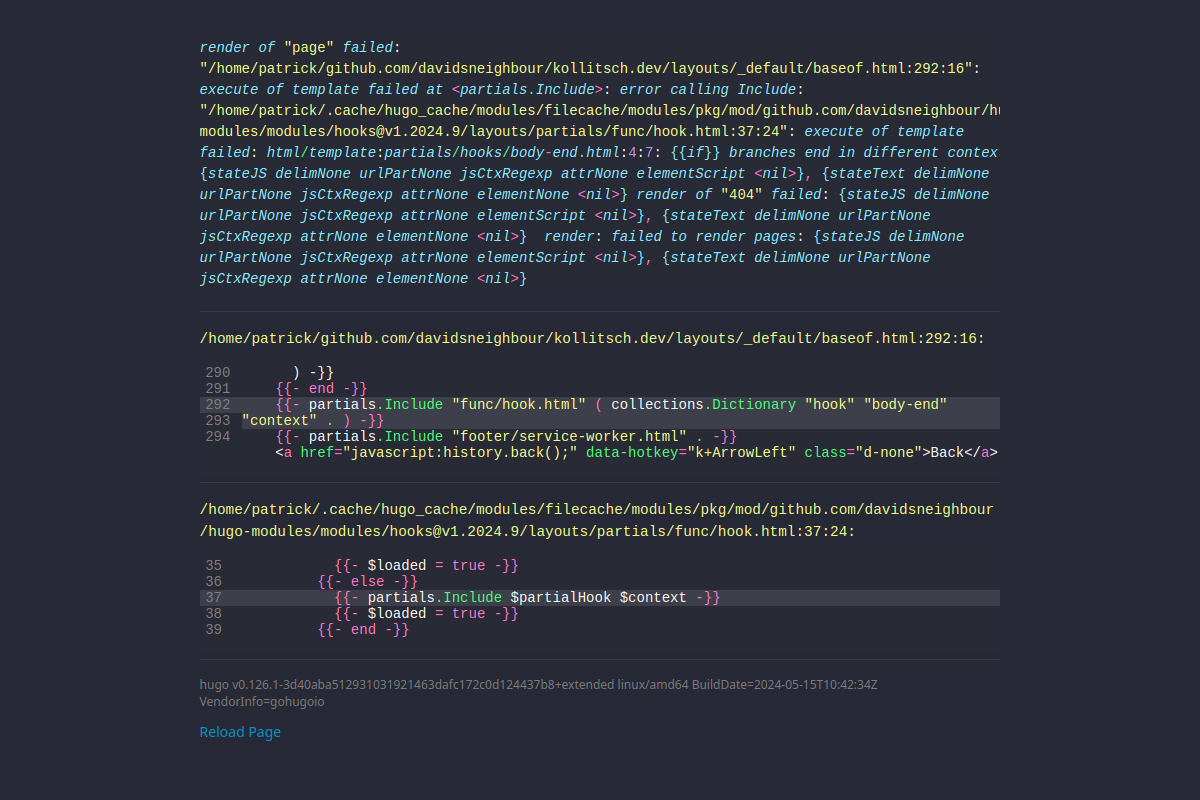 render of "page" failed:
"/home/patrick/github.com/davidsneighbour/kollitsch.dev/layouts/_default/baseof.html:292:16":
execute of template failed at <partials.Include>: error calling Include:
"/home/patrick/.cache/hugo_cache/modules/filecache/modules/pkg/mod/github.com/davidsneighbour/hu
modules/modules/hooks@v1.2024.9/layouts/partials/func/hook.html:37:24": execute of template
failed: html/template:partials/hooks/body-end.html:4:7: {{if}} branches end in different contex
{stateJS delimNone urlPartNone jsCtxRegexp attrNone elementScript <nil>}, {stateText delimNone
urlPartNone jsCtxRegexp attrNone elementNone <nil>} render of "404" failed: {stateJS delimNone
urlPartNone jsCtxRegexp attrNone elementScript <nil>}, {stateText delimNone urlPartNone
jsCtxRegexp attrNone elementNone <nil>}  render: failed to render pages: {stateJS delimNone
urlPartNone jsCtxRegexp attrNone elementScript <nil>}, {stateText delimNone urlPartNone
jsCtxRegexp attrNone elementNone <nil>}
/home/patrick/github.com/davidsneighbour/kollitsch.dev/layouts/_default/baseof.html:292:16:
290 ) -}}
291 {{- end -}}
292 {{- partials.Include "func/hook.html" ( collections.Dictionary "hook" "body-end"
293 "context" . ) -}}
294 {{- partials.Include "footer/service-worker.html" . -}}
<a href="javascript:history.back();" data-hotkey="k+ArrowLeft" class="d-none">Back</a>
/home/patrick/.cache/hugo_cache/modules/filecache/modules/pkg/mod/github.com/davidsneighbour
/hugo-modules/modules/hooks@v1.2024.9/layouts/partials/func/hook.html:37:24:
35 {{- $loaded = true -}}
36 {{- else -}}
37 {{- partials.Include $partialHook $context -}}
38 {{- $loaded = true -}}
39 {{- end -}}
hugo v0.126.1-3d40aba512931031921463dafc172c0d124437b8+extended linux/amd64 BuildDate=2024-05-15T10:42:34Z
VendorInfo=gohugoio
Reload Page